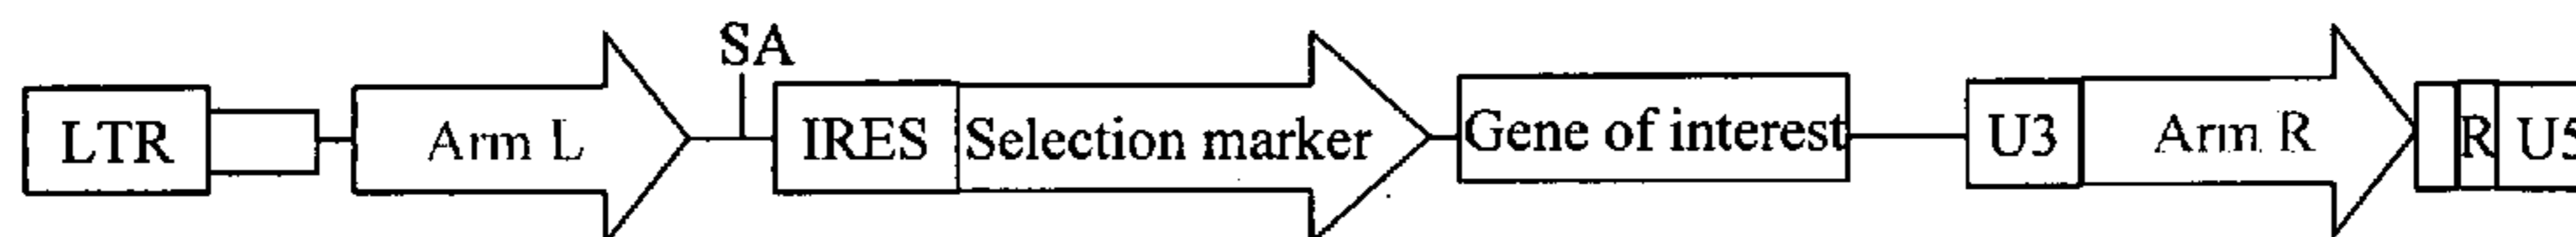 SA
LTR Arm L IRES Selection marker Gene of interest U3 Arm R R U5